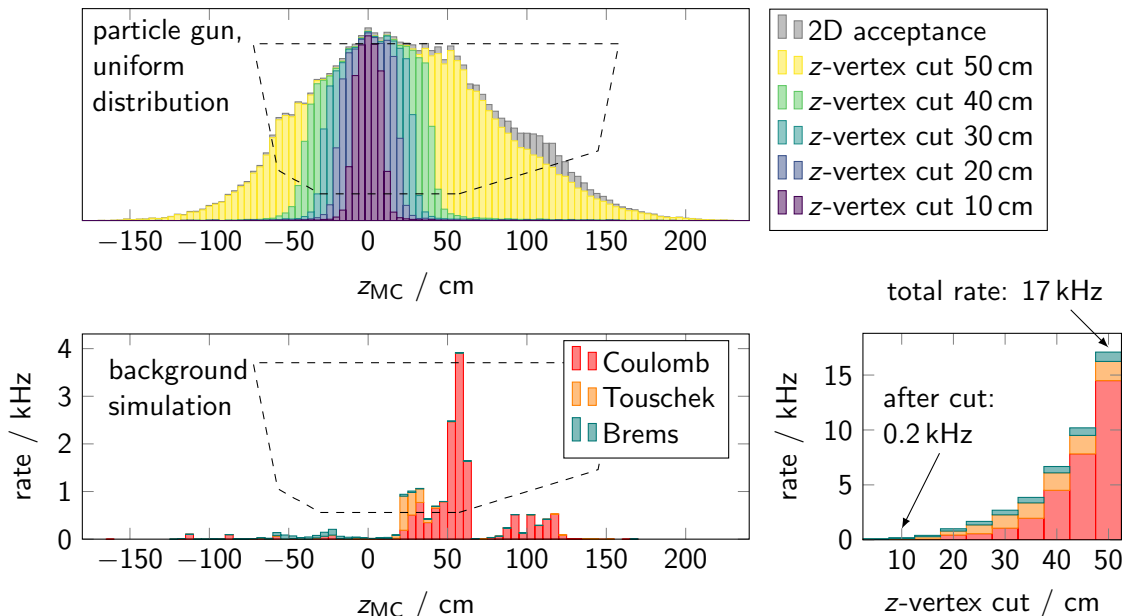 particle gun,
uniform
distribution
2D acceptance
z-vertex cut 50 cm
z-vertex cut 40 cm
z-vertex cut 30 cm
z-vertex cut 20 cm
z-vertex cut 10 cm
−150 −100 −50 0 50 100 150 200
zMC / cm
total rate: 17 kHz
background
simulation
Coulomb
Touschek
Brems
4
3
2
1
0
rate / kHz
−150 −100 −50 0 50 100 150 200
zMC / cm
after cut:
0.2 kHz
15
10
5
0
rate / kHz
10 20 30 40 50
z-vertex cut / cm